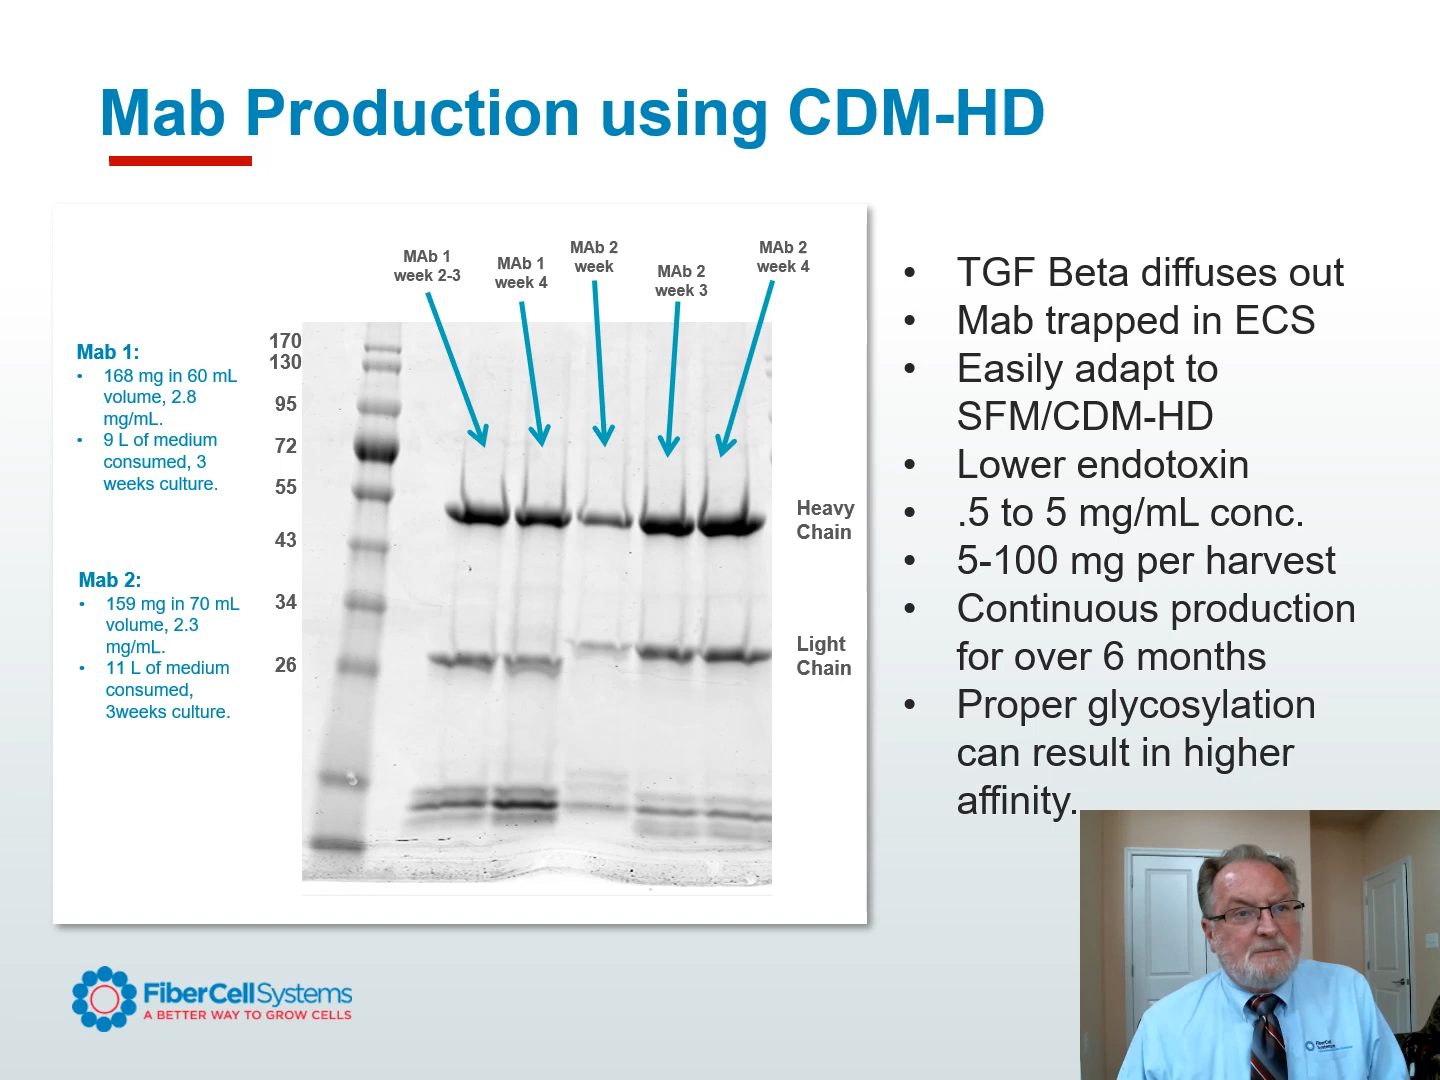 Mab Production using CDM-HD
MAb 1
week 2-3
MAb 1
week 4
MAb 2
week
MAb 2
week 3
MAb 2
week 4
Mab 1:
• 168 mg in 60 mL
volume, 2.8
mg/mL.
• 9 L of medium
consumed, 3
weeks culture.
Mab 2:
• 159 mg in 70 mL
volume, 2.3
mg/mL.
• 11 L of medium
consumed,
3weeks culture.
170
130
95
72
55
43
34
26
Heavy
Chain
Light
Chain
• TGF Beta diffuses out
• Mab trapped in ECS
• Easily adapt to
SFM/CDM-HD
• Lower endotoxin
• .5 to 5 mg/mL conc.
• 5-100 mg per harvest
• Continuous production
for over 6 months
• Proper glycosylation
can result in higher
affinity.
FiberCellSystems
A BETTER WAY TO GROW CELLS
FiberCell
Systems